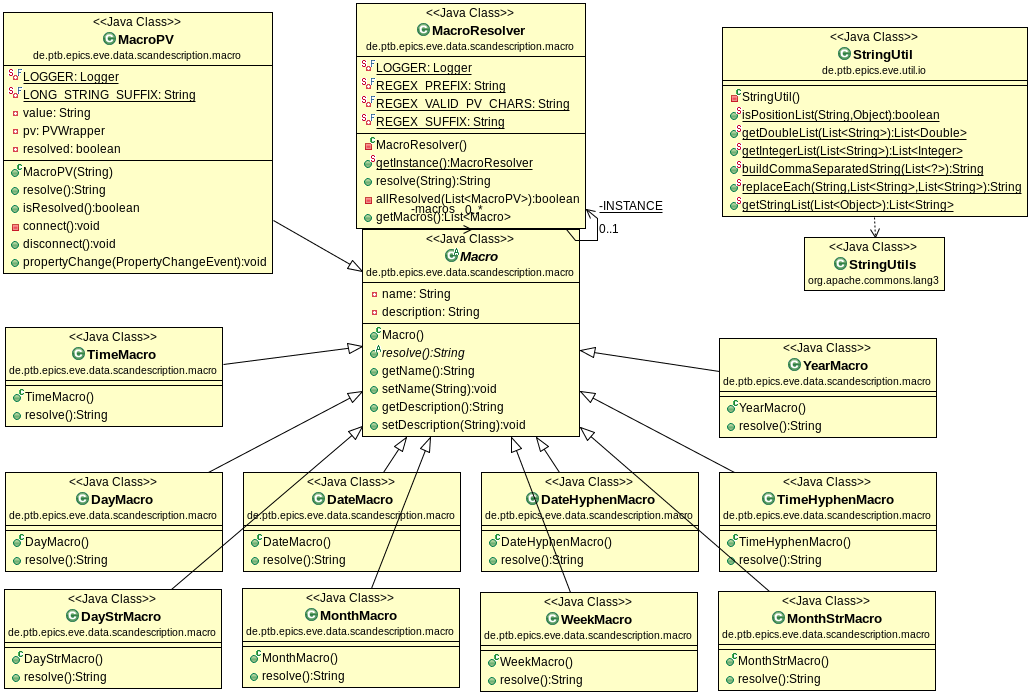 <<Java Class>>
MacroPV
de.ptb.epics.eve.data.scandescription.macro
LOGGER: Logger
LONG_STRING_SUFFIX: String
value: String
pv: PVWrapper
resolved: boolean
MacroPV(String)
resolve():String
isResolved():boolean
connect():void
disconnect():void
propertyChange(PropertyChangeEvent):void
<<Java Class>>
MacroResolver
de.ptb.epics.eve.data.scandescription.macro
LOGGER: Logger
REGEX_PREFIX: String
REGEX_VALID_PV_CHARS: String
REGEX_SUFFIX: String
MacroResolver()
getInstance():MacroResolver
resolve(String):String
allResolved(List<MacroPV>):boolean
getMacros():List<Macro>
-macros 0..*
-INSTANCE
0..1
<<Java Class>>
StringUtil
de.ptb.epics.eve.util.io
StringUtil()
isPositionList(String,Object):boolean
getDoubleList(List<String>):List<Double>
getIntegerList(List<String>):List<Integer>
buildCommaSeparatedString(List<?>):String
replaceEach(String,List<String>,List<String>):String
getStringList(List<Object>):List<String>
<<Java Class>>
StringUtils
org.apache.commons.lang3
<<Java Class>>
Macro
de.ptb.epics.eve.data.scandescription.macro
name: String
description: String
Macro()
resolve():String
getName():String
setName(String):void
getDescription():String
setDescription(String):void
<<Java Class>>
TimeMacro
de.ptb.epics.eve.data.scandescription.macro
TimeMacro()
resolve():String
<<Java Class>>
YearMacro
de.ptb.epics.eve.data.scandescription.macro
YearMacro()
resolve():String
<<Java Class>>
DayMacro
de.ptb.epics.eve.data.scandescription.macro
DayMacro()
resolve():String
<<Java Class>>
DateMacro
de.ptb.epics.eve.data.scandescription.macro
DateMacro()
resolve():String
<<Java Class>>
DateHyphenMacro
de.ptb.epics.eve.data.scandescription.macro
DateHyphenMacro()
resolve():String
<<Java Class>>
TimeHyphenMacro
de.ptb.epics.eve.data.scandescription.macro
TimeHyphenMacro()
resolve():String
<<Java Class>>
DayStrMacro
de.ptb.epics.eve.data.scandescription.macro
DayStrMacro()
resolve():String
<<Java Class>>
MonthMacro
de.ptb.epics.eve.data.scandescription.macro
MonthMacro()
resolve():String
<<Java Class>>
WeekMacro
de.ptb.epics.eve.data.scandescription.macro
WeekMacro()
resolve():String
<<Java Class>>
MonthStrMacro
de.ptb.epics.eve.data.scandescription.macro
MonthStrMacro()
resolve():String